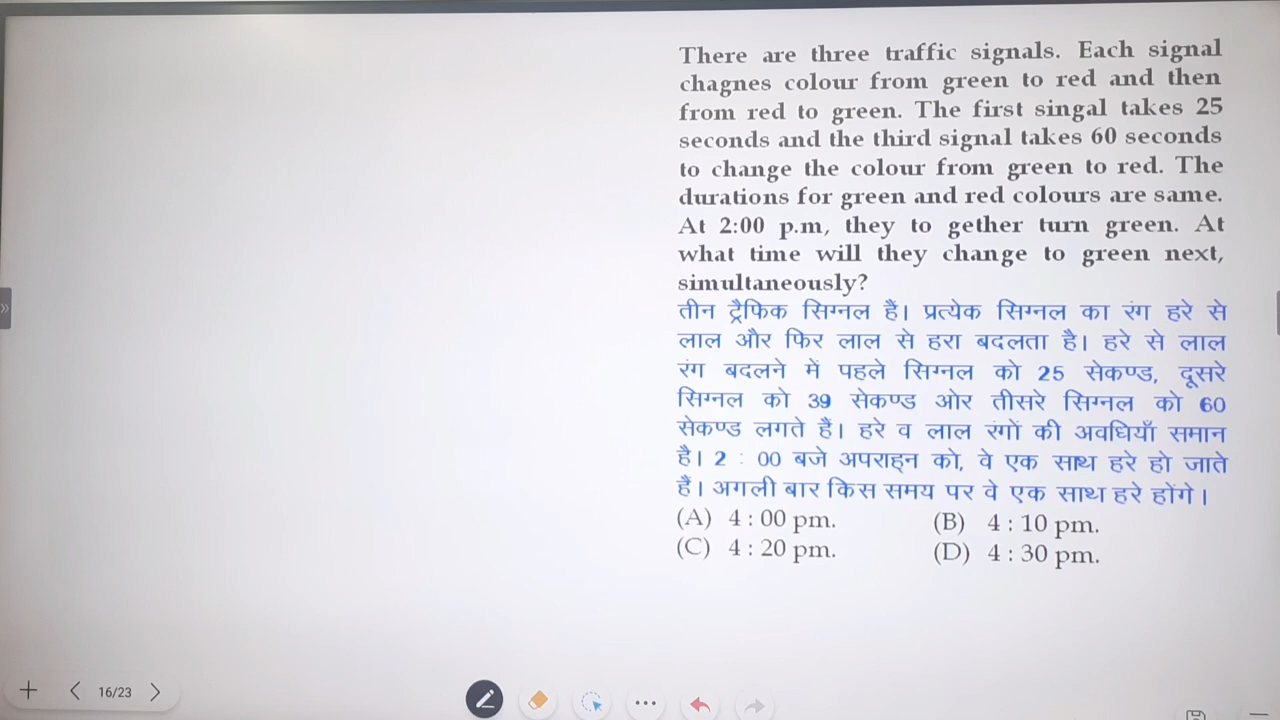 There are three traffic signals. Each signal
chagnes colour from green to red and then
from red to green. The first singal takes 25
seconds and the third signal takes 60 seconds
to change the colour from green to red. The
durations for green and red colours are same.
At 2:00 p.m, they to gether turn green. At
what time will they change to green next,
simultaneously?
तीन ट्रैफिक सिग्नल हैं। प्रत्येक सिग्नल का रंग हरे से
लाल और फिर लाल से हरा बदलता है। हरे से लाल
रंग बदलने में पहले सिग्नल को 25 सेकण्ड, दूसरे
सिग्नल को 39 सेकण्ड ओर तीसरे सिग्नल को 60
सेकण्ड लगते हैं। हरे व लाल रंगों की अवधियाँ समान
है। 2 : 00 बजे अपराह्न को, वे एक साथ हरे हो जाते
हैं। अगली बार किस समय पर वे एक साथ हरे होंगे।
(A) 4 : 00 pm. (B) 4 : 10 pm.
(C) 4 : 20 pm. (D) 4 : 30 pm.
16/23